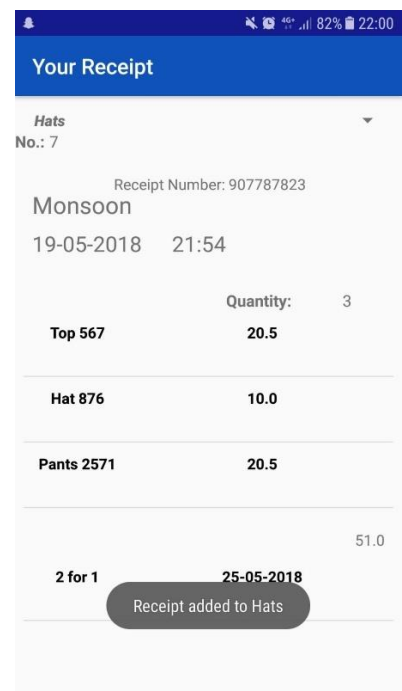 4G+ 82% 22:00
Your Receipt
Hats
No.: 7
Receipt Number: 907787823
Monsoon
19-05-2018 21:54
Quantity: 3
Top 567 20.5
Hat 876 10.0
Pants 2571 20.5
51.0
2 for 1 25-05-2018
Receipt added to Hats